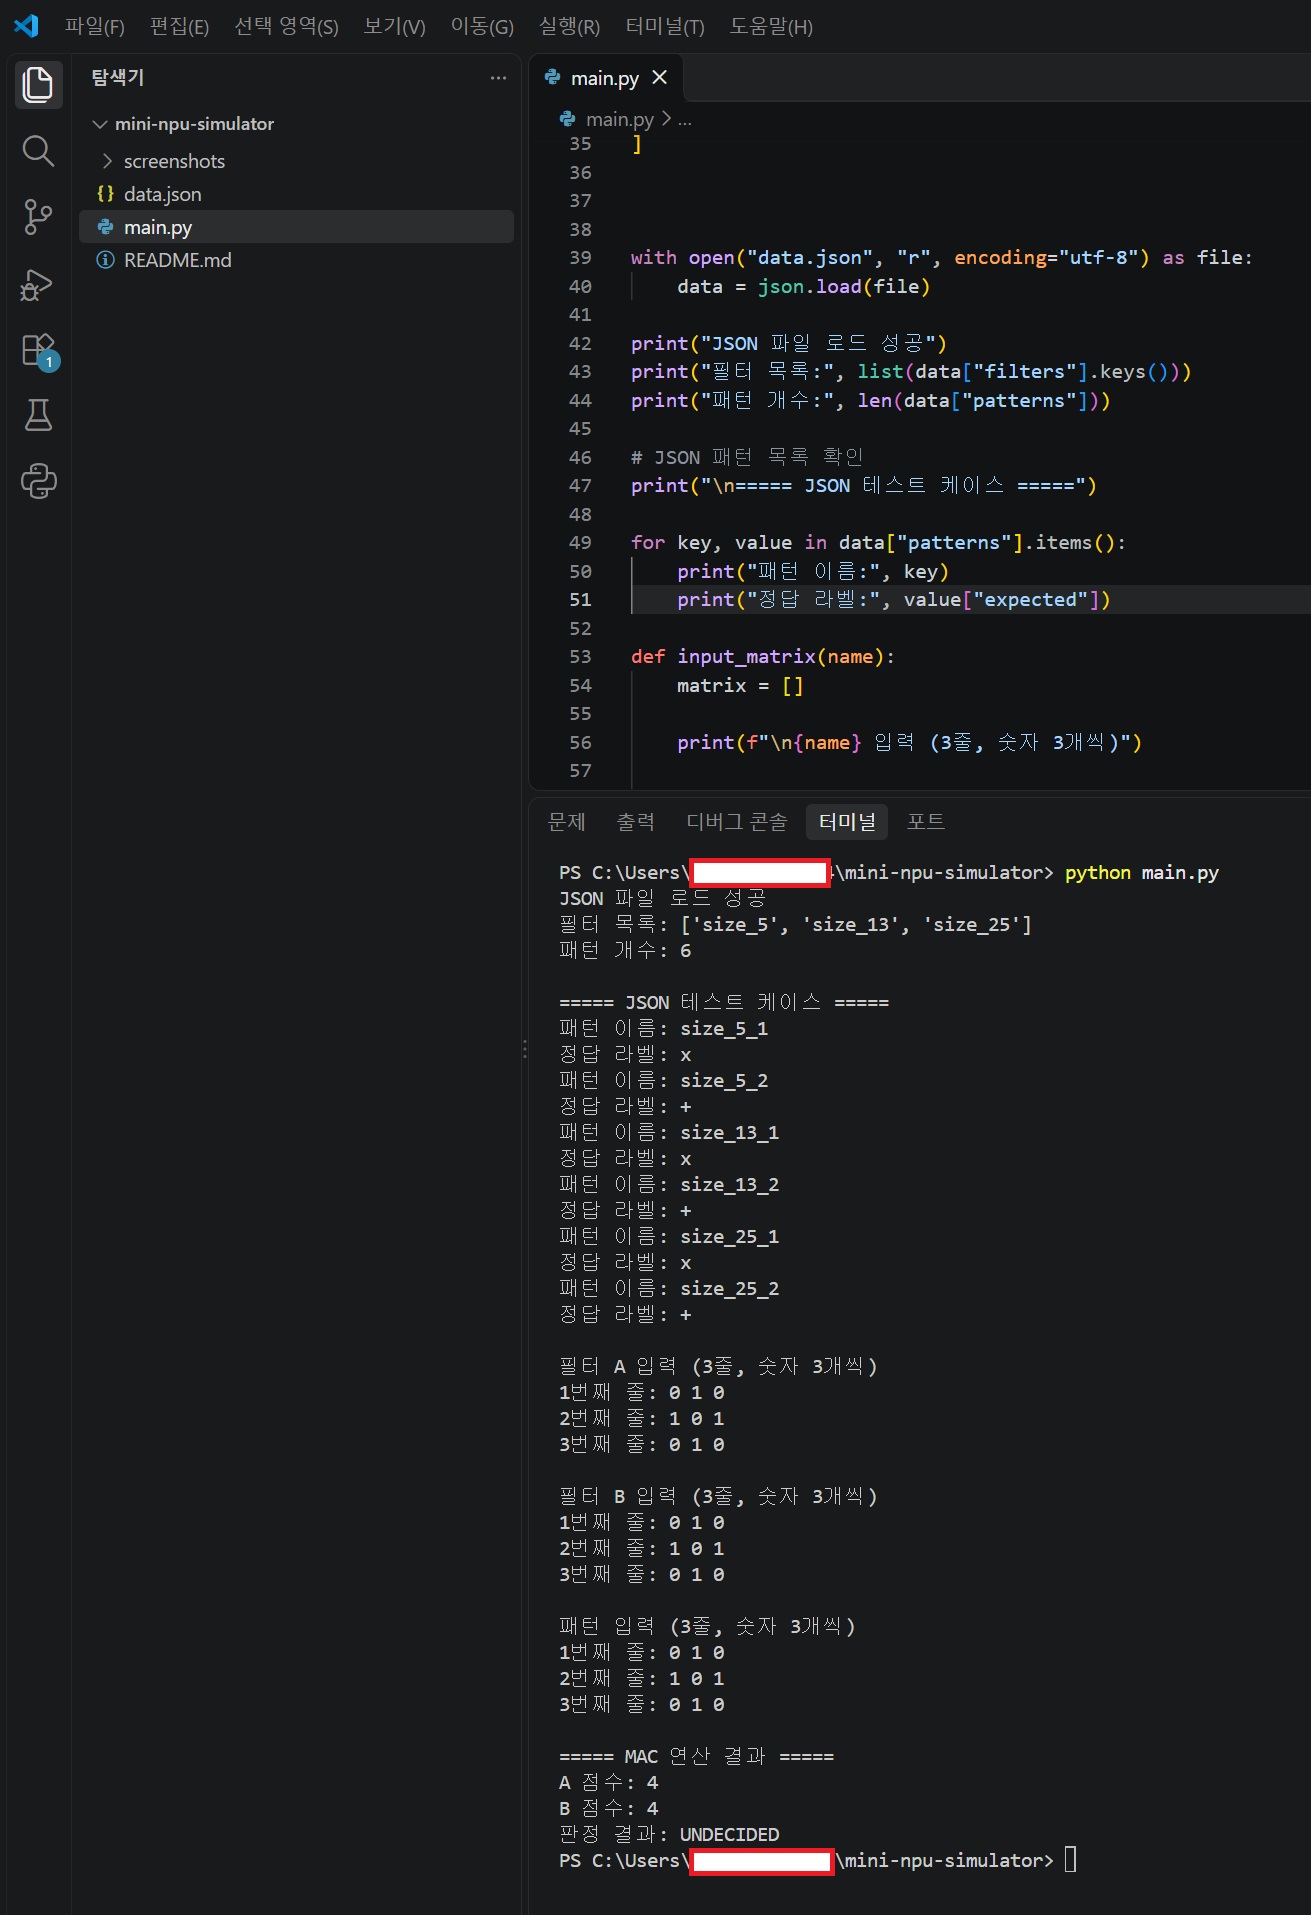 파일(F) 편집(E) 선택 영역(S) 보기(V) 이동(G) 실행(R) 터미널(T) 도움말(H)
탐색기 ···
mini-npu-simulator
screenshots
{} data.json
main.py
README.md
1
main.py
main.py > ...
35 ]
36
37
38
39 with open("data.json", "r", encoding="utf-8") as file:
40     data = json.load(file)
41
42 print("JSON 파일 로드 성공")
43 print("필터 목록:", list(data["filters"].keys()))
44 print("패턴 개수:", len(data["patterns"]))
45
46 # JSON 패턴 목록 확인
47 print("\n===== JSON 테스트 케이스 =====")
48
49 for key, value in data["patterns"].items():
50     print("패턴 이름:", key)
51     print("정답 라벨:", value["expected"])
52
53 def input_matrix(name):
54     matrix = []
55
56     print(f"\n{name} 입력 (3줄, 숫자 3개씩)")
57
문제 출력 디버그 콘솔 터미널 포트
PS C:\Users\ \mini-npu-simulator> python main.py
JSON 파일 로드 성공
필터 목록: ['size_5', 'size_13', 'size_25']
패턴 개수: 6
===== JSON 테스트 케이스 =====
패턴 이름: size_5_1
정답 라벨: x
패턴 이름: size_5_2
정답 라벨: +
패턴 이름: size_13_1
정답 라벨: x
패턴 이름: size_13_2
정답 라벨: +
패턴 이름: size_25_1
정답 라벨: x
패턴 이름: size_25_2
정답 라벨: +
필터 A 입력 (3줄, 숫자 3개씩)
1번째 줄: 0 1 0
2번째 줄: 1 0 1
3번째 줄: 0 1 0
필터 B 입력 (3줄, 숫자 3개씩)
1번째 줄: 0 1 0
2번째 줄: 1 0 1
3번째 줄: 0 1 0
패턴 입력 (3줄, 숫자 3개씩)
1번째 줄: 0 1 0
2번째 줄: 1 0 1
3번째 줄: 0 1 0
===== MAC 연산 결과 =====
A 점수: 4
B 점수: 4
판정 결과: UNDECIDED
PS C:\Users\ \mini-npu-simulator>